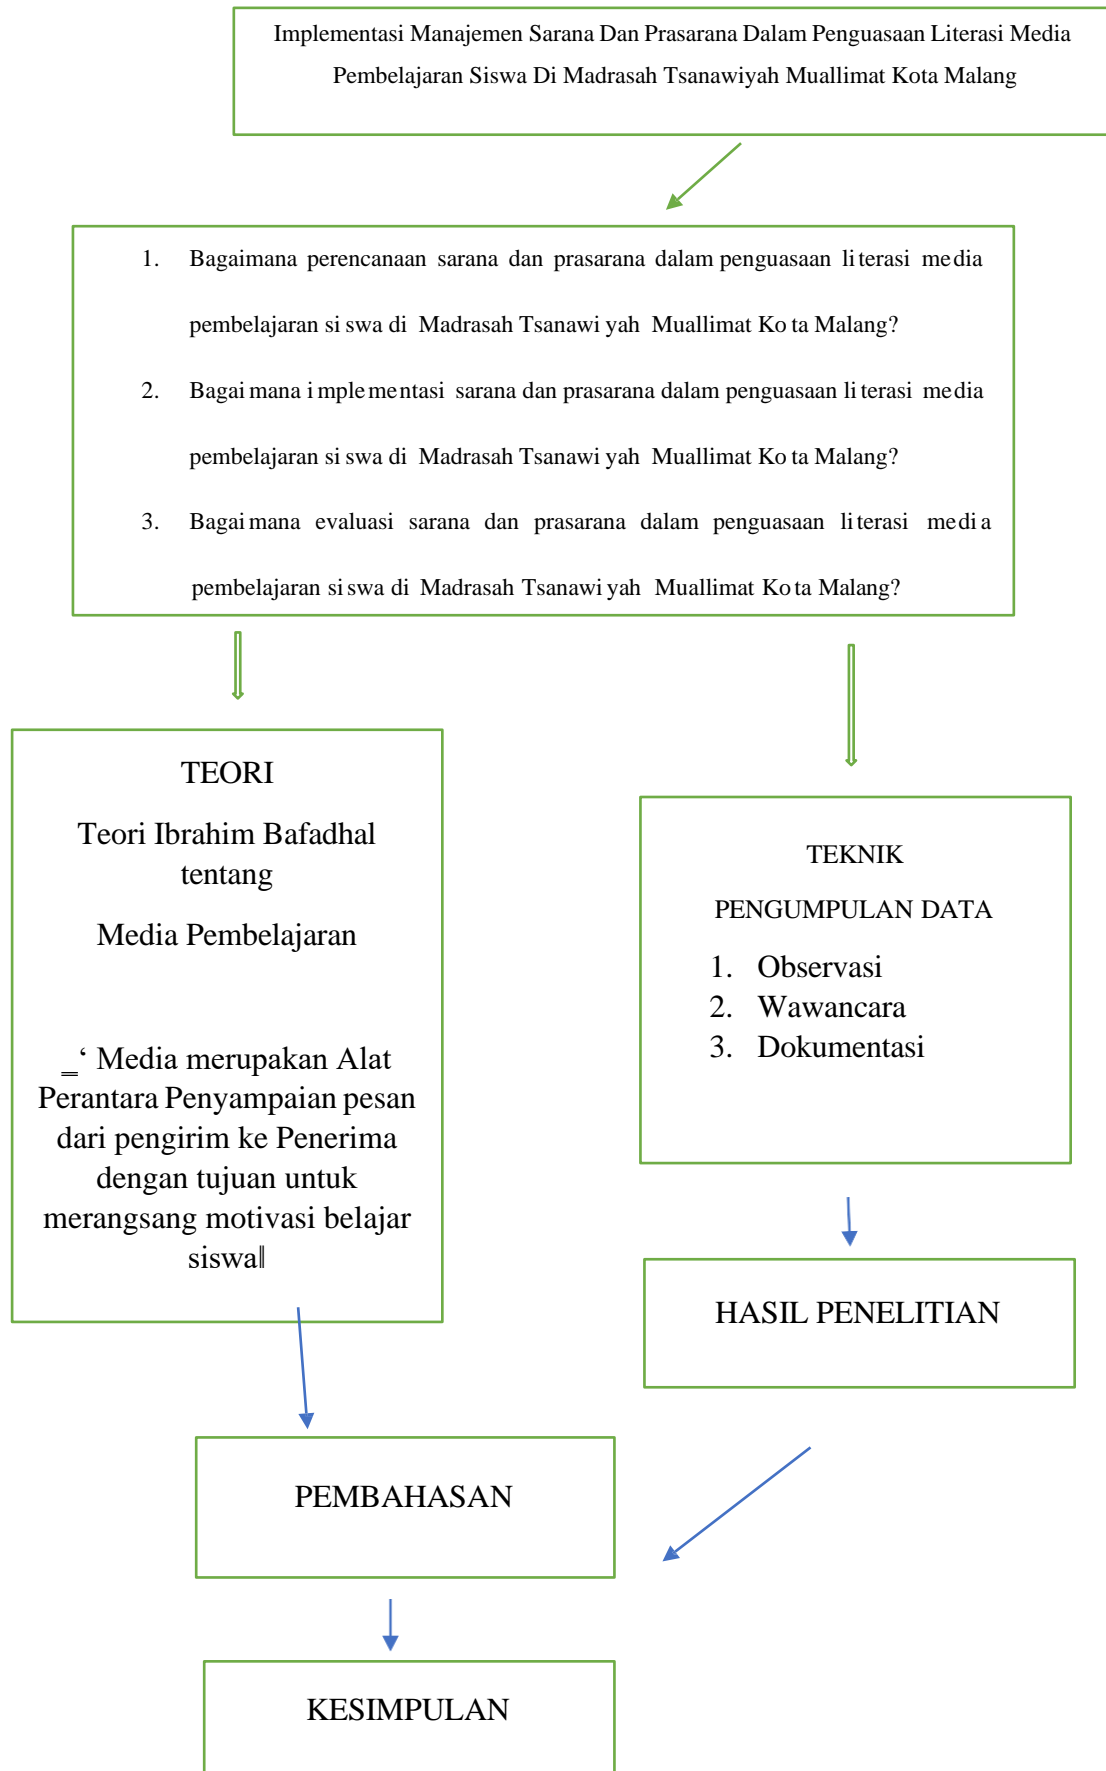 Implementasi Manajemen Sarana Dan Prasarana Dalam Penguasaan Literasi Media
Pembelajaran Siswa Di Madrasah Tsanawiyah Muallimat Kota Malang
1. Bagaimana perencanaan sarana dan prasarana dalam penguasaan literasi media
pembelajaran siswa di Madrasah Tsanawiyah Muallimat Kota Malang?
2. Bagaimana implementasi sarana dan prasarana dalam penguasaan literasi media
pembelajaran siswa di Madrasah Tsanawiyah Muallimat Kota Malang?
3. Bagaimana evaluasi sarana dan prasarana dalam penguasaan literasi media
pembelajaran siswa di Madrasah Tsanawiyah Muallimat Kota Malang?
TEORI
Teori Ibrahim Bafadhal
tentang
Media Pembelajaran
‗‘ Media merupakan Alat
Perantara Penyampaian pesan
dari pengirim ke Penerima
dengan tujuan untuk
merangsang motivasi belajar
siswa‖
TEKNIK
PENGUMPULAN DATA
1. Observasi
2. Wawancara
3. Dokumentasi
HASIL PENELITIAN
PEMBAHASAN
KESIMPULAN